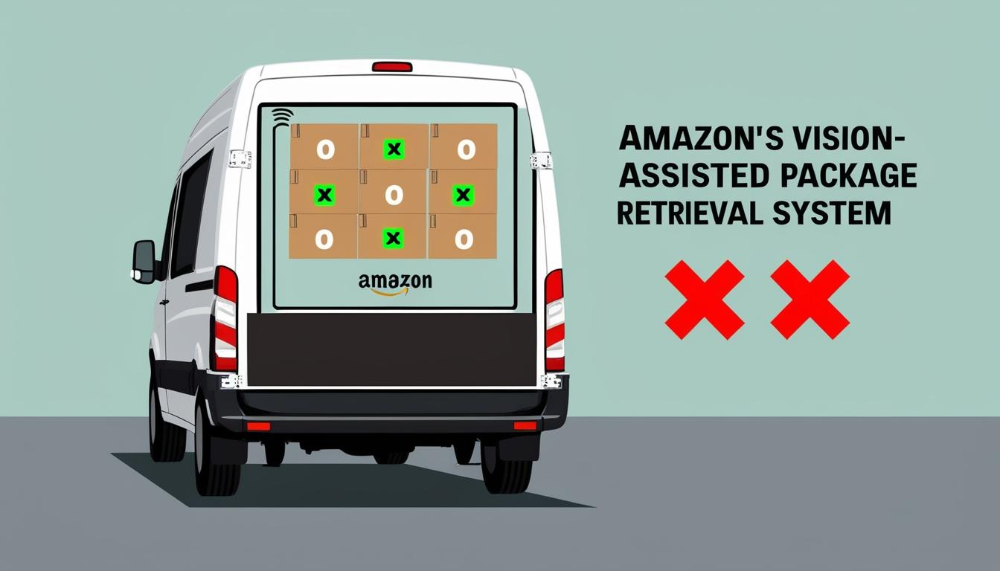 O X O
X O X
O X O
amazon
AMAZON'S VISION-
ASSISTED PACKAGE
RETRIEVAL SYSTEM